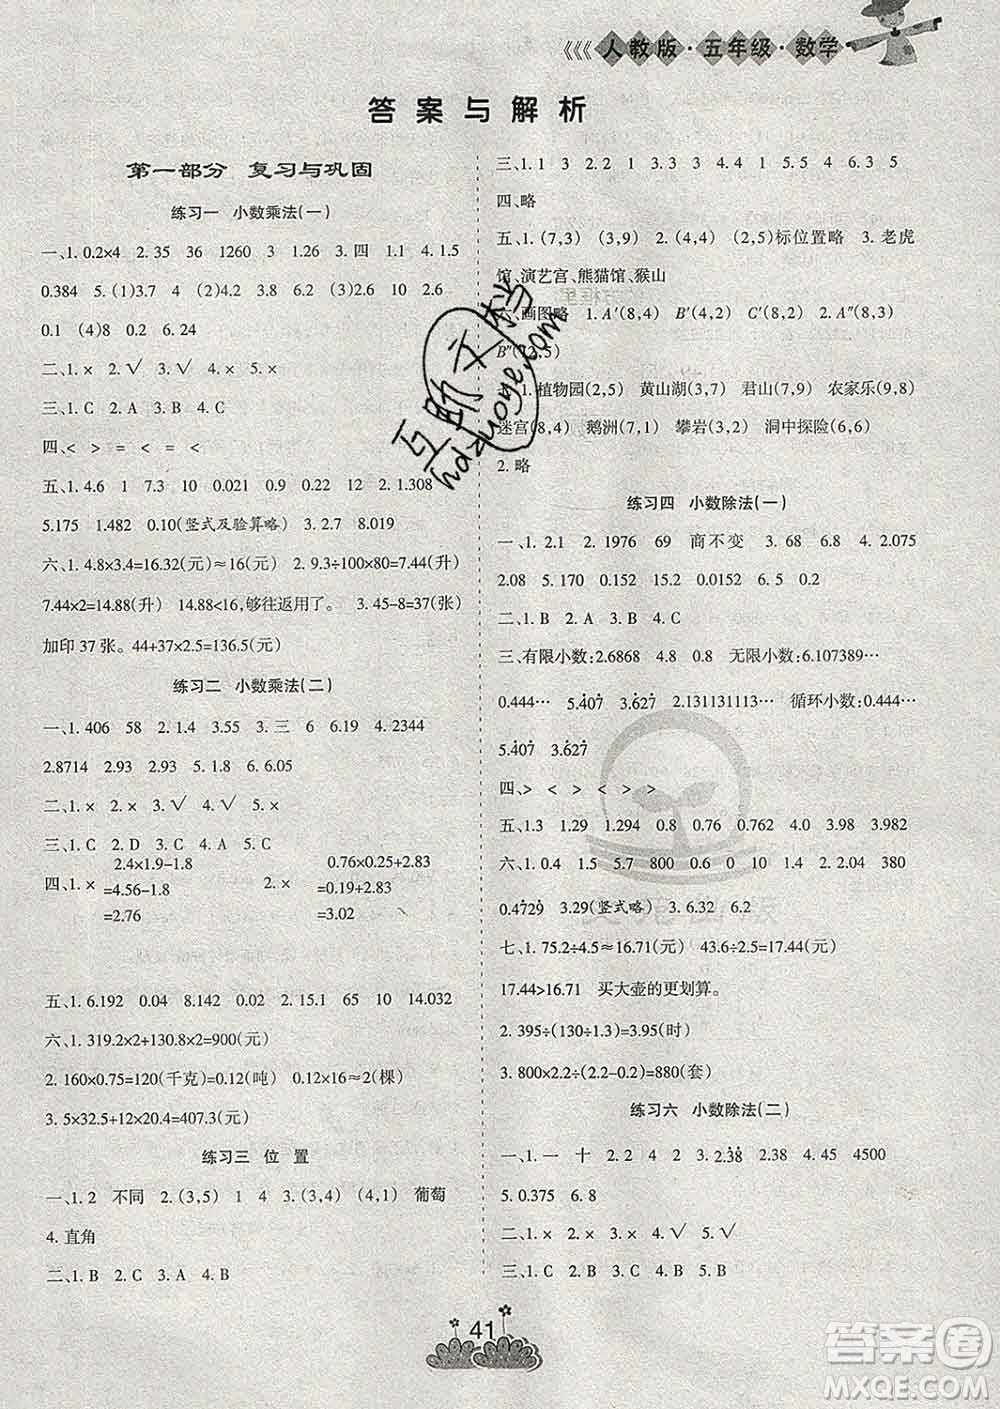 人教版·五年级·数学
答案与解析
第一部分 复习与巩固
练习一 小数乘法(一)
一、1. 0.2×4 2. 35 36 1260 3 1.26 3. 四 4. 1.5
0.384 5. (1)3.7 4 (2)6 0.8 (3)10 26 2.6
0.1 (4)8 0.2 6. 24
二、1. × 2. √ 3. √ 4. × 5. √
三、1. C 2. A 3. B 4. C
四、< > = < = <
五、1. 4.6 1 7.3 10 0.021 0.9 0.22 12 2. 1.308
5.175 1.482 0.10(竖式及验算略) 3. 2.7 8.019
六、1. 4.8×3.4=16.32(元)≈16(元) 2. 9.3÷100×80=7.44(升)
7.44×2=14.88(升) 14.88<16,够往返用了。 3. 45-8=37(张)
加印 37 张。 44+37×2.5=136.5(元)
练习二 小数乘法(二)
一、1. 406 58 2. 1.4 3.55 3. 三 6 6.19 4. 2344
2.8714 2.93 2.93 5. 1.8 6. 6.05
二、1. × 2. × 3. √ 4. √ 5. ×
三、1. C 2. D 3. C 4. C 5. A
四、1. × 2.4×1.9-1.8 2. × 0.76×0.25+2.83
=4.56-1.8 =0.19+2.83
=2.76 =3.02
五、1. 6.192 0.04 8.142 0.02 2. 1.15 65 10 14.032
六、1. 319.2×2+130.8×2=900(元)
2. 160×0.75=120(千克)=0.12(吨) 0.12×16≈2(棵)
3. 5×32.5+12×20.4=407.3(元)
练习三 位置
一、1. 2 不同 2. (3,5) 1 4 3. (3,4) (4,1) 葡萄
4. 直角
二、1. B 2. C 3. A 4. B
三、1. 1 3 2. 2 1 3. 3 1 4. 4 5 5. 5 4 6. 3 5
四、略
五、1. (7,3) (3,9) 2. (4,4) (2,5)标位置略 3. 老虎
馆、演艺宫、熊猫馆、猴山
六、画图略 1. A′(8,4) B′(4,2) C′(8,2) 2. A″(8,3)
B″(12,5)
七、1. 植物园(2,5) 黄山湖(3,7) 君山(7,9) 农家乐(9,8)
迷宫(8,4) 鹅洲(7,6) 攀岩(3,2) 洞中探险(6,6)
2. 略
练习四 小数除法(一)
一、1. 2.1 2. 1976 69 商不变 3. 68 6.8 4. 2.075
2.08 5. 170 0.0152 0.0152 6. 5 0.2
二、1. B 2. A 3. B 4. C
三、有限小数:2.6868 4.8 0.8 无限小数:6.107389…
0.444… 5.4̇07̇ 3.6̇27̇ 2.131131113… 循环小数:0.444…
5.4̇07̇ 3.6̇27̇
四、> < < > >
五、1.3 1.29 1.294 0.8 0.76 0.762 4.0 3.98 3.982
六、1. 0.4 1.5 5.7 800 0.6 0.12 1.4 2. 2.04 380
0.4̇729̇ 3.29(竖式略) 3. 6.32 6.2
七、1. 75.2÷4.5≈16.71(元) 43.6÷2.5=17.44(元)
17.44>16.71 买大壶的更划算。
2. 395÷(130÷1.3)=3.95(时)
3. 800×2.2÷(2.2-0.2)=880(套)
练习六 小数除法(二)
一、1. 一 十 2. 2 4 2 3. 2.3̇8̇ 2.38 4. 45 4500
5. 0.375 6. 8
二、1. × 2. × 3. × 4. √ 5. √
三、1. C 2. B 3. C 4. A 5. B
41
互助文档
hdzuoye.com
答案圈
MXQE.COM